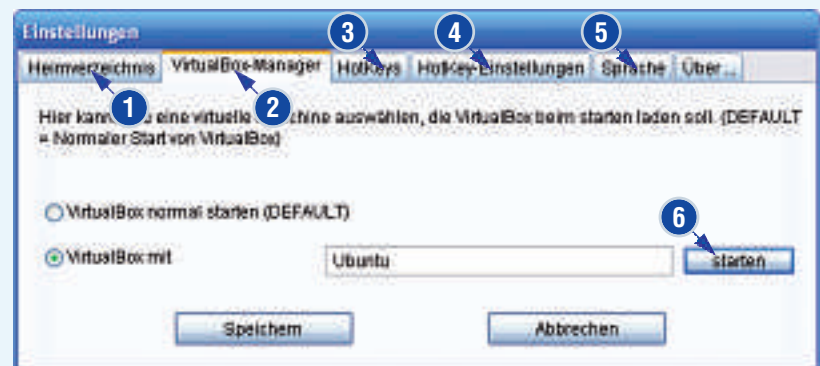 Einstellungen
3 4 5
Heimverzeichnis VirtualBox-Manager HotKeys HotKey-Einstellungen Sprache Über ...
1 2
Hier kann eine virtuelle auswählen, die VirtualBox beim starten laden soll. (DEFAULT
= Normaler Start von VirtualBox)
VirtualBox normal starten (DEFAULT)
6
VirtualBox mit Ubuntu starten
Speichern Abbrechen